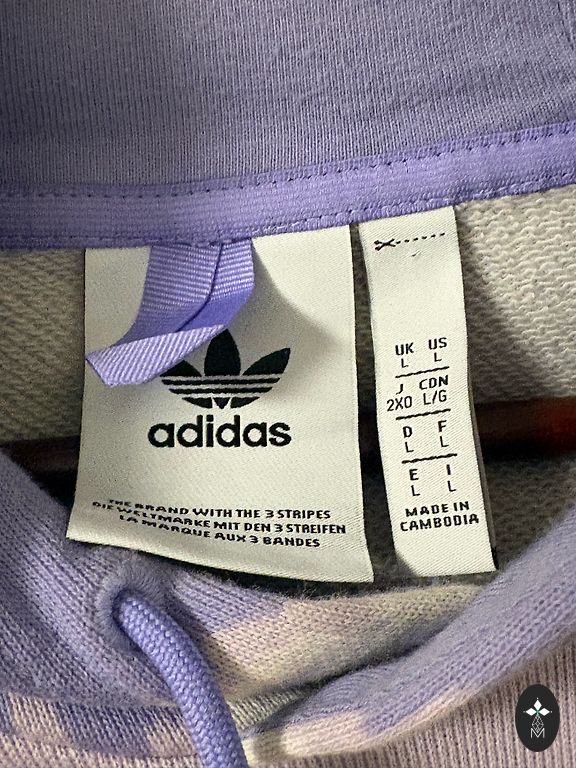 adidas
THE BRAND WITH THE 3 STRIPES
DIE WELTMARKE MIT DEN 3 STREIFEN
LA MARQUE AUX 3 BANDES
UK US
L L
J CDN
2XO L/G
D F
L L
E I
L L
MADE IN
CAMBODIA
M